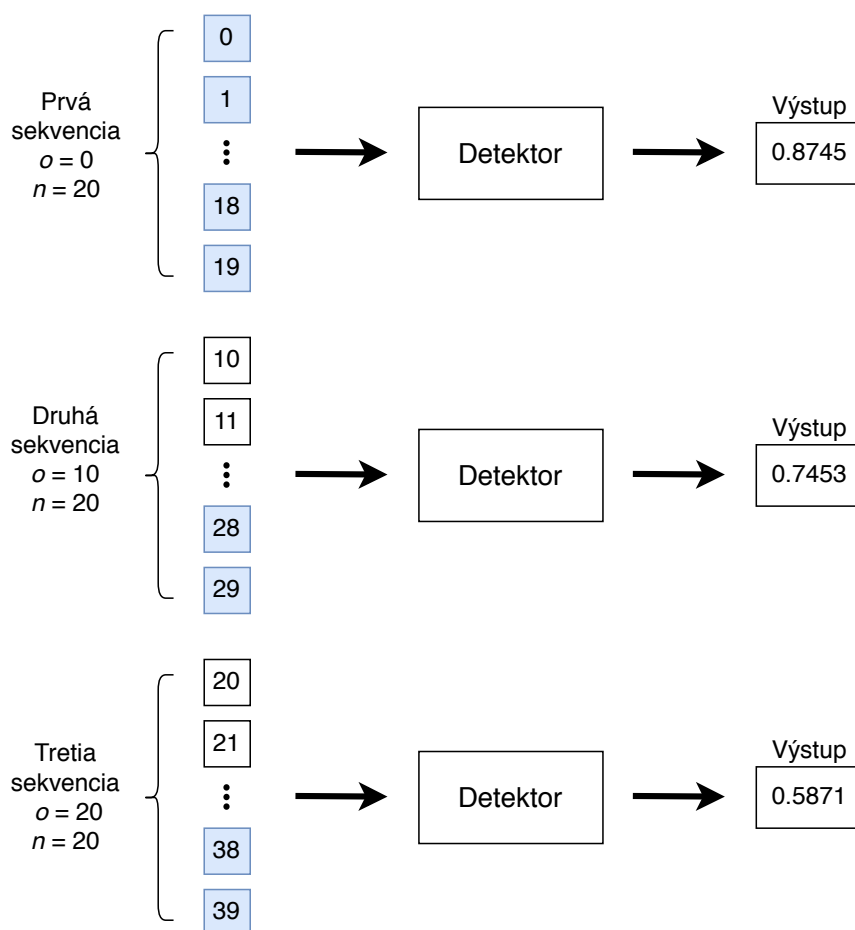 Prvá
sekvencia
o = 0
n = 20
0
1
18
19
Detektor
Výstup
0.8745
Druhá
sekvencia
o = 10
n = 20
10
11
28
29
Detektor
Výstup
0.7453
Tretia
sekvencia
o = 20
n = 20
20
21
38
39
Detektor
Výstup
0.5871